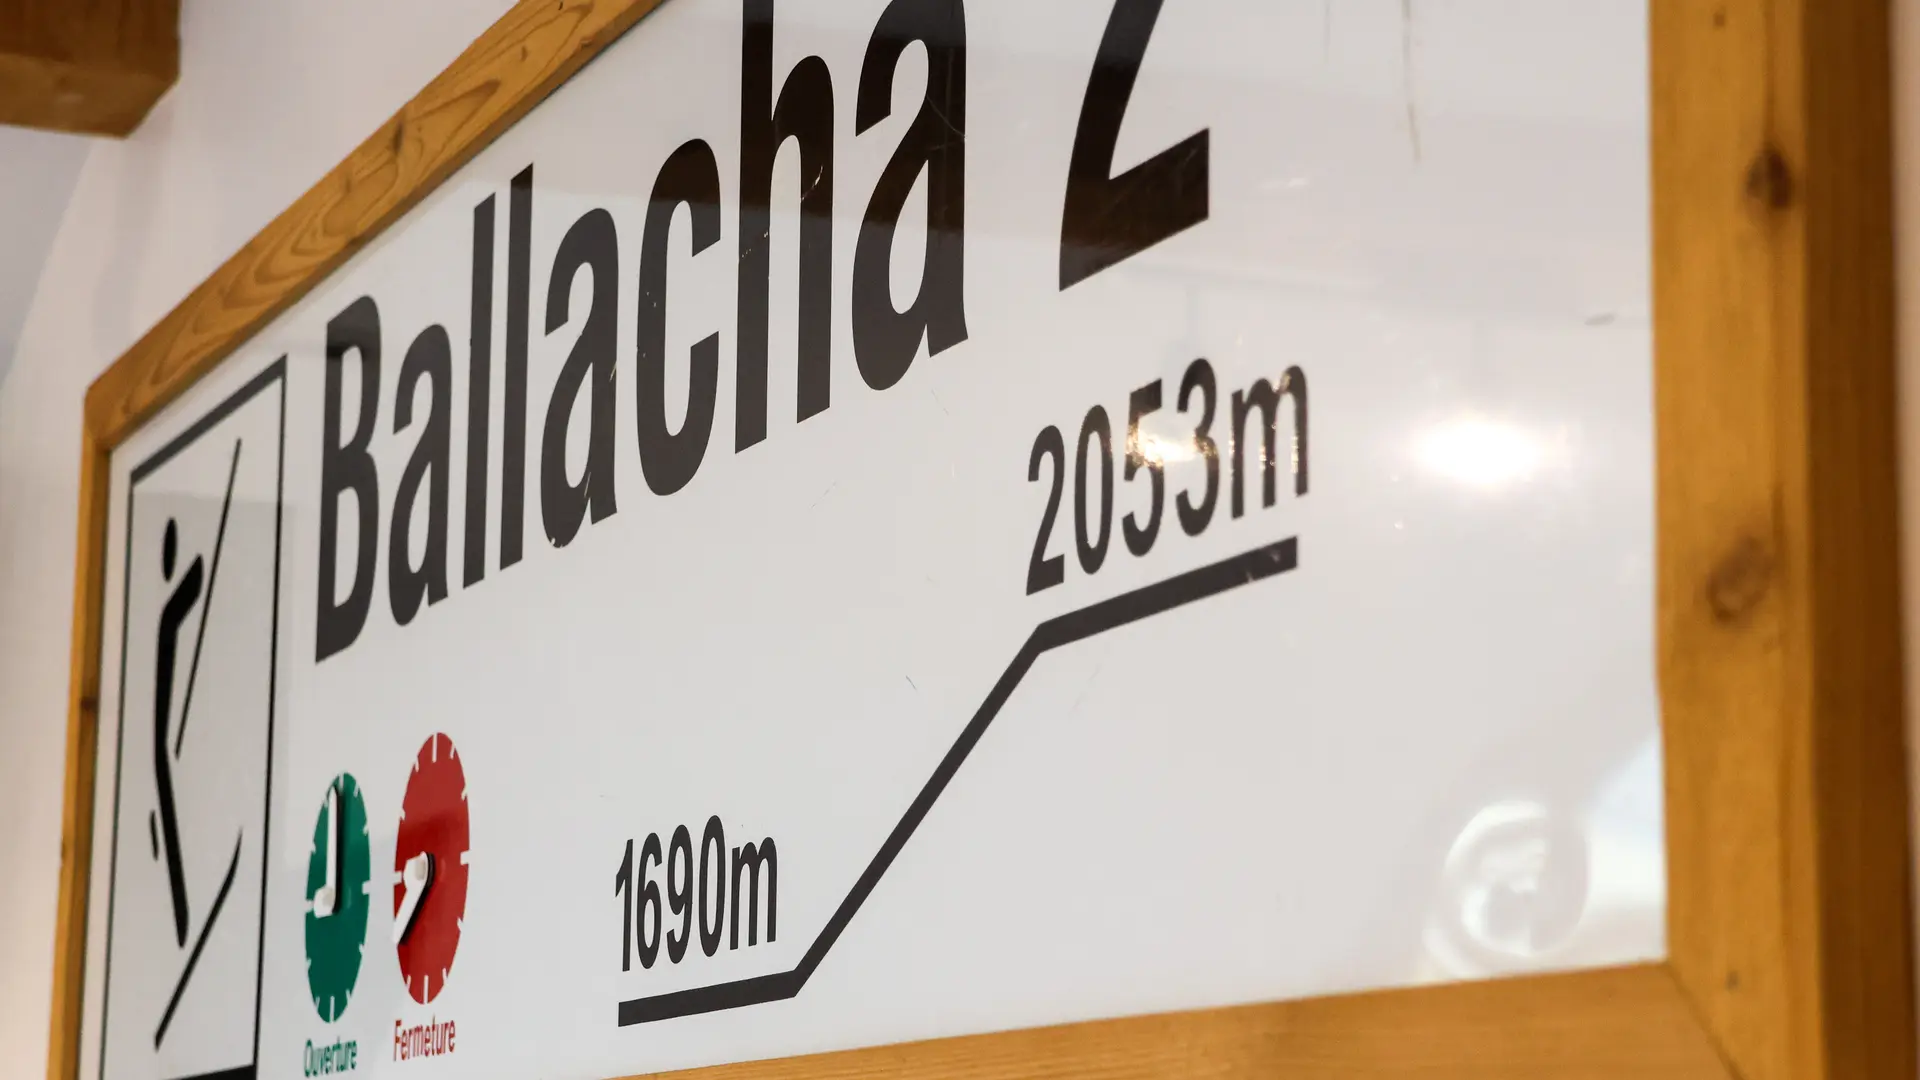 Ballacha 2
2053m
1690m
Ouverture
Fermeture